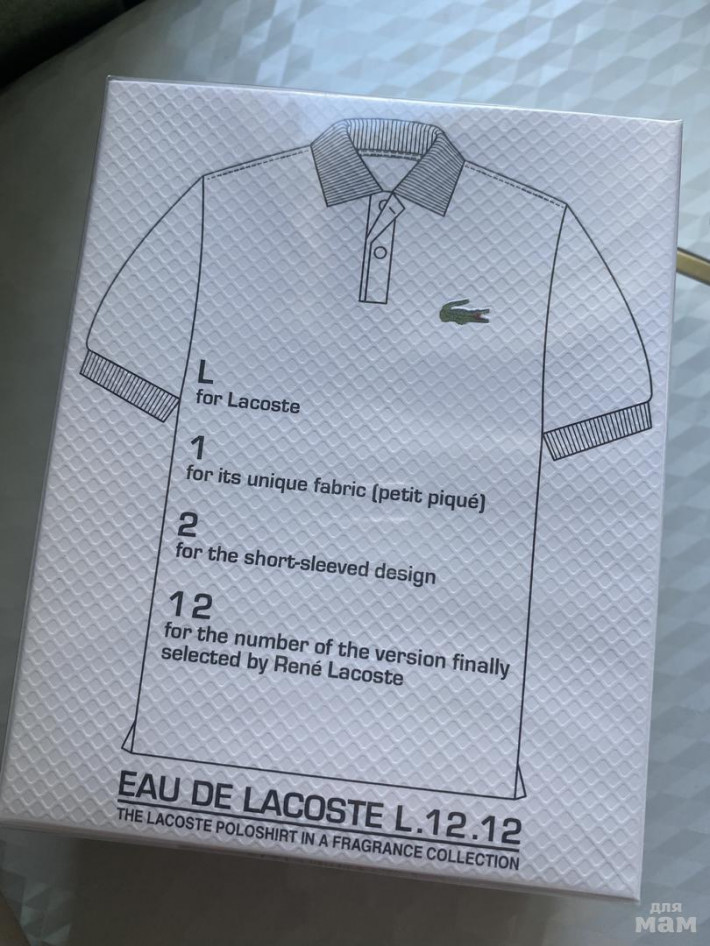 L
for Lacoste
1
for its unique fabric (petit piqué)
2
for the short-sleeved design
12
for the number of the version finally
selected by René Lacoste
EAU DE LACOSTE L.12.12
THE LACOSTE POLOSHIRT IN A FRAGRANCE COLLECTION
для
мам